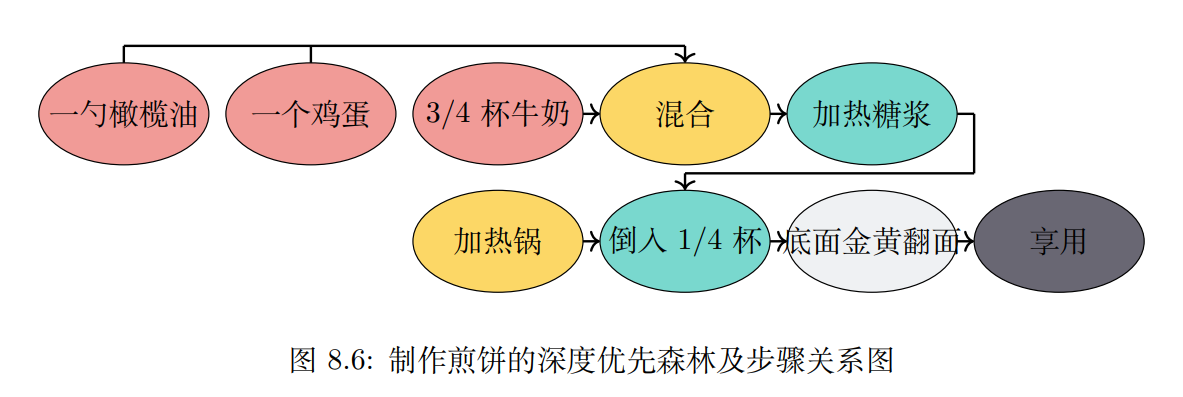 一勺橄榄油 一个鸡蛋 3/4 杯牛奶 混合 加热糖浆
加热锅 倒入 1/4 杯 底面金黄翻面 享用
图 8.6: 制作煎饼的深度优先森林及步骤关系图